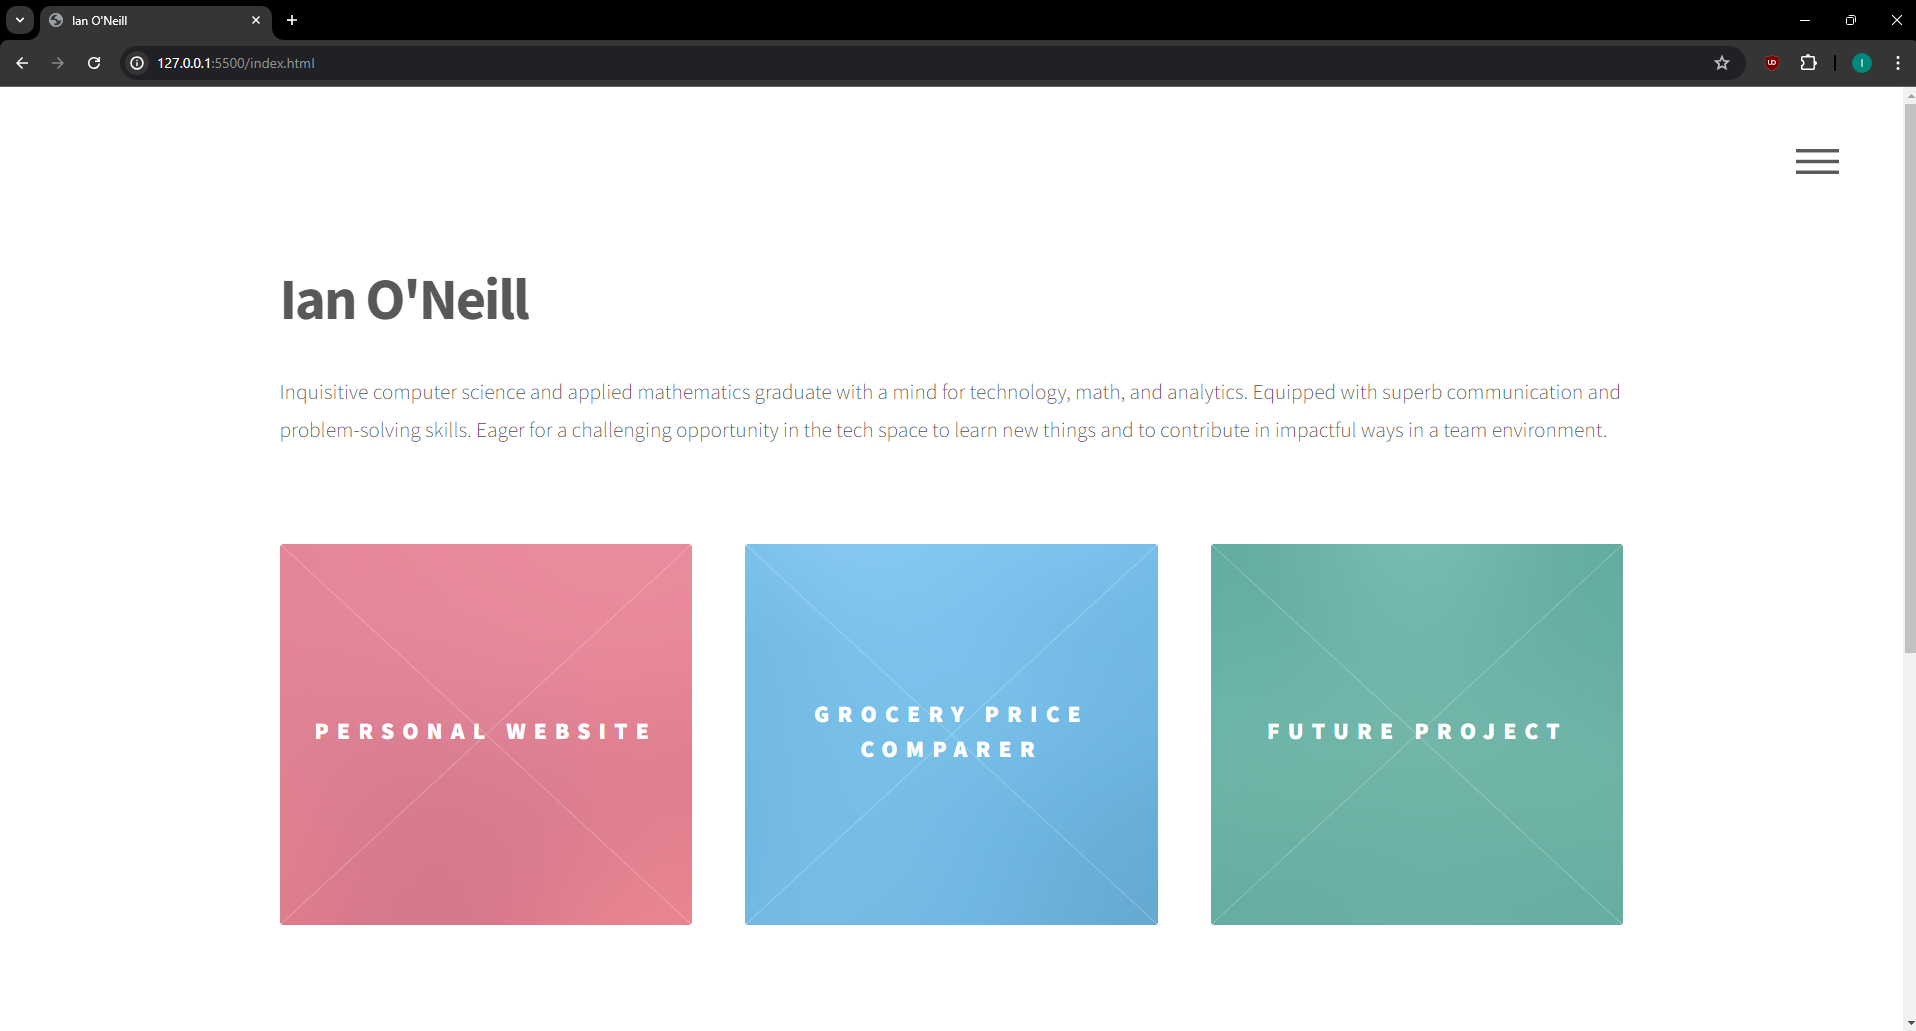 Ian O'Neill
127.0.0.1:5500/index.html
UD
I
Ian O'Neill
Inquisitive computer science and applied mathematics graduate with a mind for technology, math, and analytics. Equipped with superb communication and
problem-solving skills. Eager for a challenging opportunity in the tech space to learn new things and to contribute in impactful ways in a team environment.
PERSONAL WEBSITE
GROCERY PRICE
COMPARER
FUTURE PROJECT